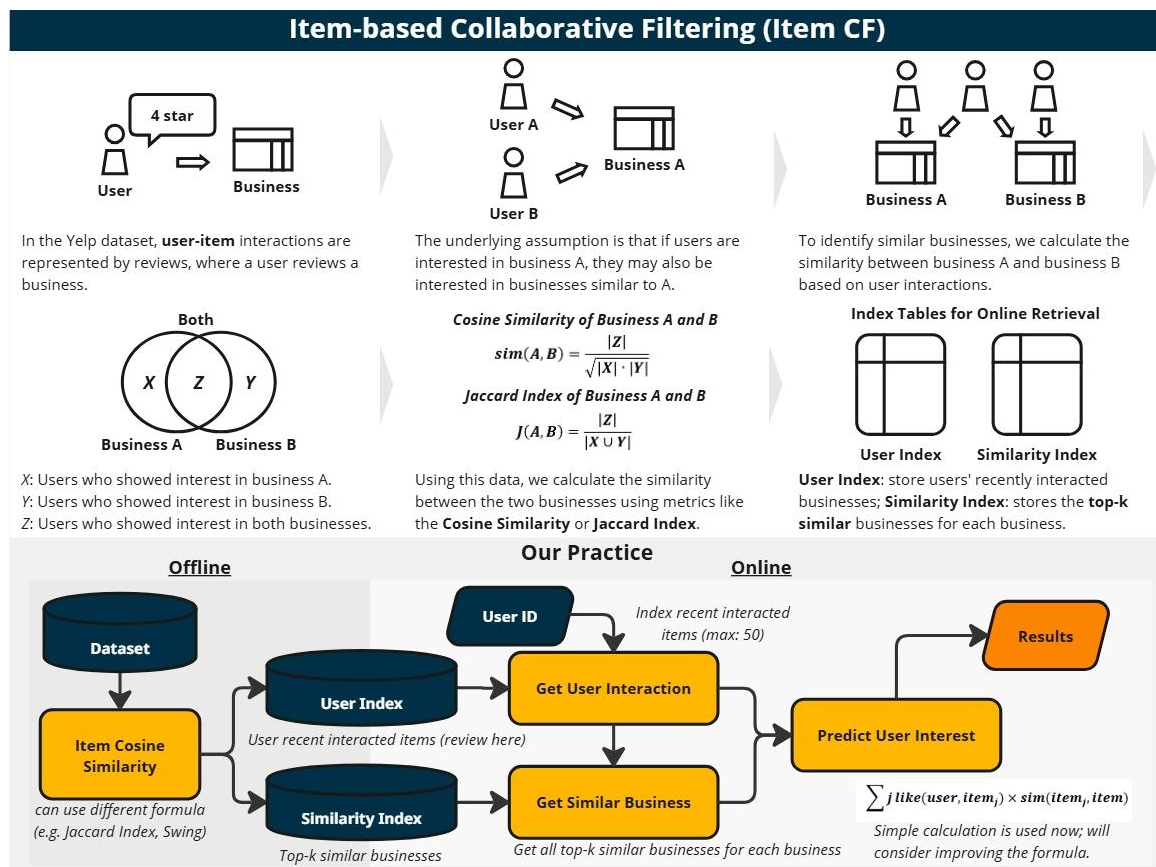 Item-based Collaborative Filtering (Item CF)
4 star
User
Business
In the Yelp dataset, user-item interactions are
represented by reviews, where a user reviews a
business.
User A
User B
Business A
The underlying assumption is that if users are
interested in business A, they may also be
interested in businesses similar to A.
Business A
Business B
To identify similar businesses, we calculate the
similarity between business A and business B
based on user interactions.
Both
X
Z
Y
Business A
Business B
X: Users who showed interest in business A.
Y: Users who showed interest in business B.
Z: Users who showed interest in both businesses.
Cosine Similarity of Business A and B
sim(A, B) = |Z| / √|X| · |Y|
Jaccard Index of Business A and B
J(A, B) = |Z| / |X ∪ Y|
Using this data, we calculate the similarity
between the two businesses using metrics like
the Cosine Similarity or Jaccard Index.
Index Tables for Online Retrieval
User Index
Similarity Index
User Index: store users' recently interacted
businesses; Similarity Index: stores the top-k
similar businesses for each business.
Our Practice
Offline
Online
Dataset
Item Cosine
Similarity
can use different formula
(e.g. Jaccard Index, Swing)
User Index
User recent interacted items (review here)
Similarity Index
Top-k similar businesses
User ID
Index recent interacted
items (max: 50)
Get User Interaction
Get Similar Business
Get all top-k similar businesses for each business
Predict User Interest
Results
∑ j like(user, item_j) × sim(item_j, item)
Simple calculation is used now; will
consider improving the formula.